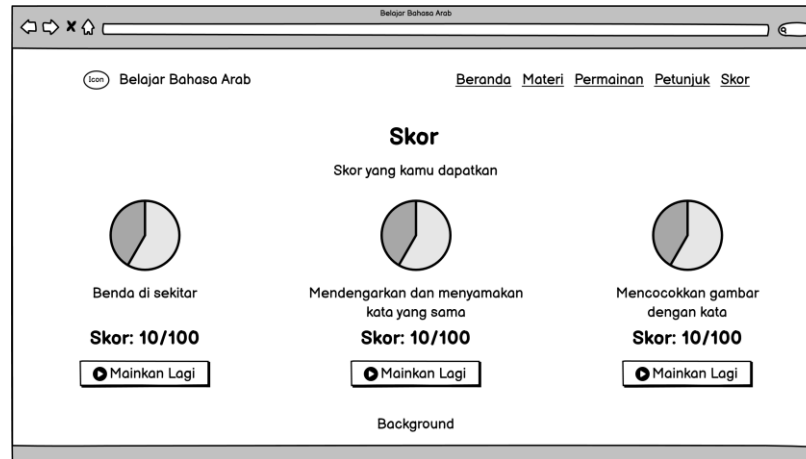 Belajar Bahasa Arab
Icon
Belajar Bahasa Arab
Beranda Materi Permainan Petunjuk Skor
Skor
Skor yang kamu dapatkan
Benda di sekitar
Skor: 10/100
Mainkan Lagi
Mendengarkan dan menyamakan
kata yang sama
Skor: 10/100
Mainkan Lagi
Mencocokkan gambar
dengan kata
Skor: 10/100
Mainkan Lagi
Background